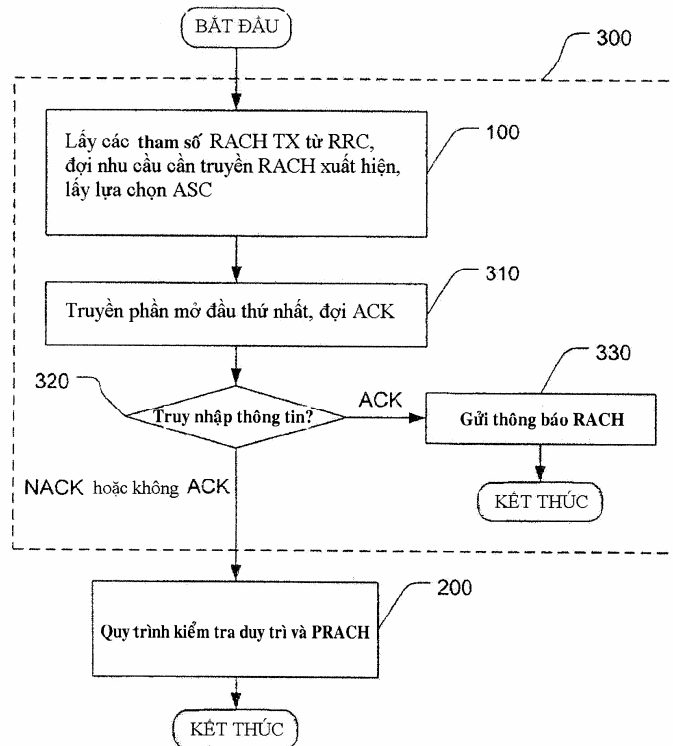 BẮT ĐẦU
300
Lấy các tham số RACH TX từ RRC,
đợi nhu cầu cần truyền RACH xuất hiện,
lấy lựa chọn ASC
100
310
Truyền phần mở đầu thứ nhất, đợi ACK
330
320
Truy nhập thông tin?
ACK
Gửi thông báo RACH
NACK hoặc không ACK
KẾT THÚC
200
Quy trình kiểm tra duy trì và PRACH
KẾT THÚC